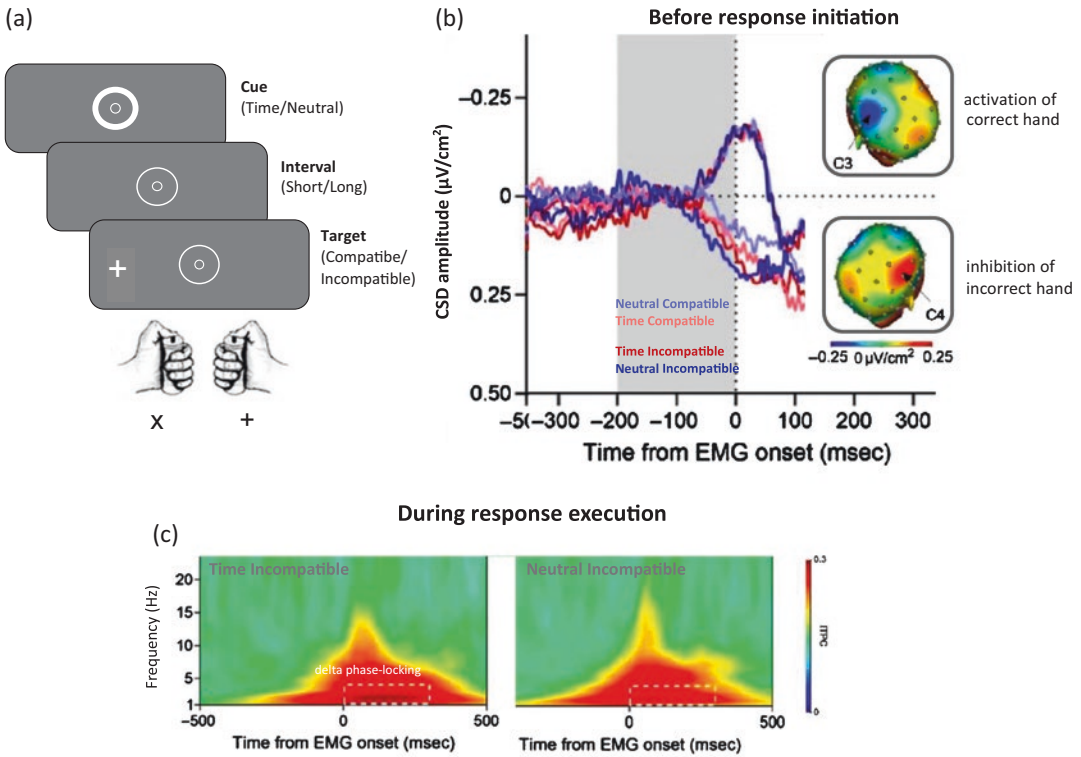 (a)
Cue
(Time/Neutral)
Interval
(Short/Long)
Target
(Compatibe/
Incompatible)
+
x +
(b)
Before response initiation
CSD amplitude (µV/cm²)
−0.25
0
0.25
0.50
Neutral Compatible
Time Compatible
Time Incompatible
Neutral Incompatible
−5( −300 −200 −100 0 100 200 300
Time from EMG onset (msec)
C3
activation of
correct hand
C4
inhibition of
incorrect hand
−0.25 0 µV/cm² 0.25
During response execution
(c)
Frequency (Hz)
20
15
10
5
1
Time Incompatible
delta phase-locking
−500 0 500
Time from EMG onset (msec)
Neutral Incompatible
0 500
Time from EMG onset (msec)
0.3
ITPC
0